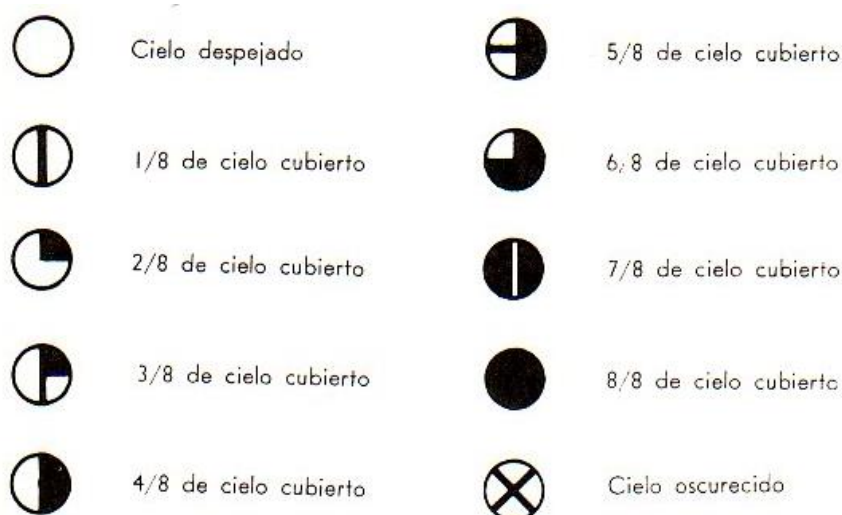 Cielo despejado
1/8 de cielo cubierto
2/8 de cielo cubierto
3/8 de cielo cubierto
4/8 de cielo cubierto
5/8 de cielo cubierto
6/8 de cielo cubierto
7/8 de cielo cubierto
8/8 de cielo cubierto
Cielo oscurecido